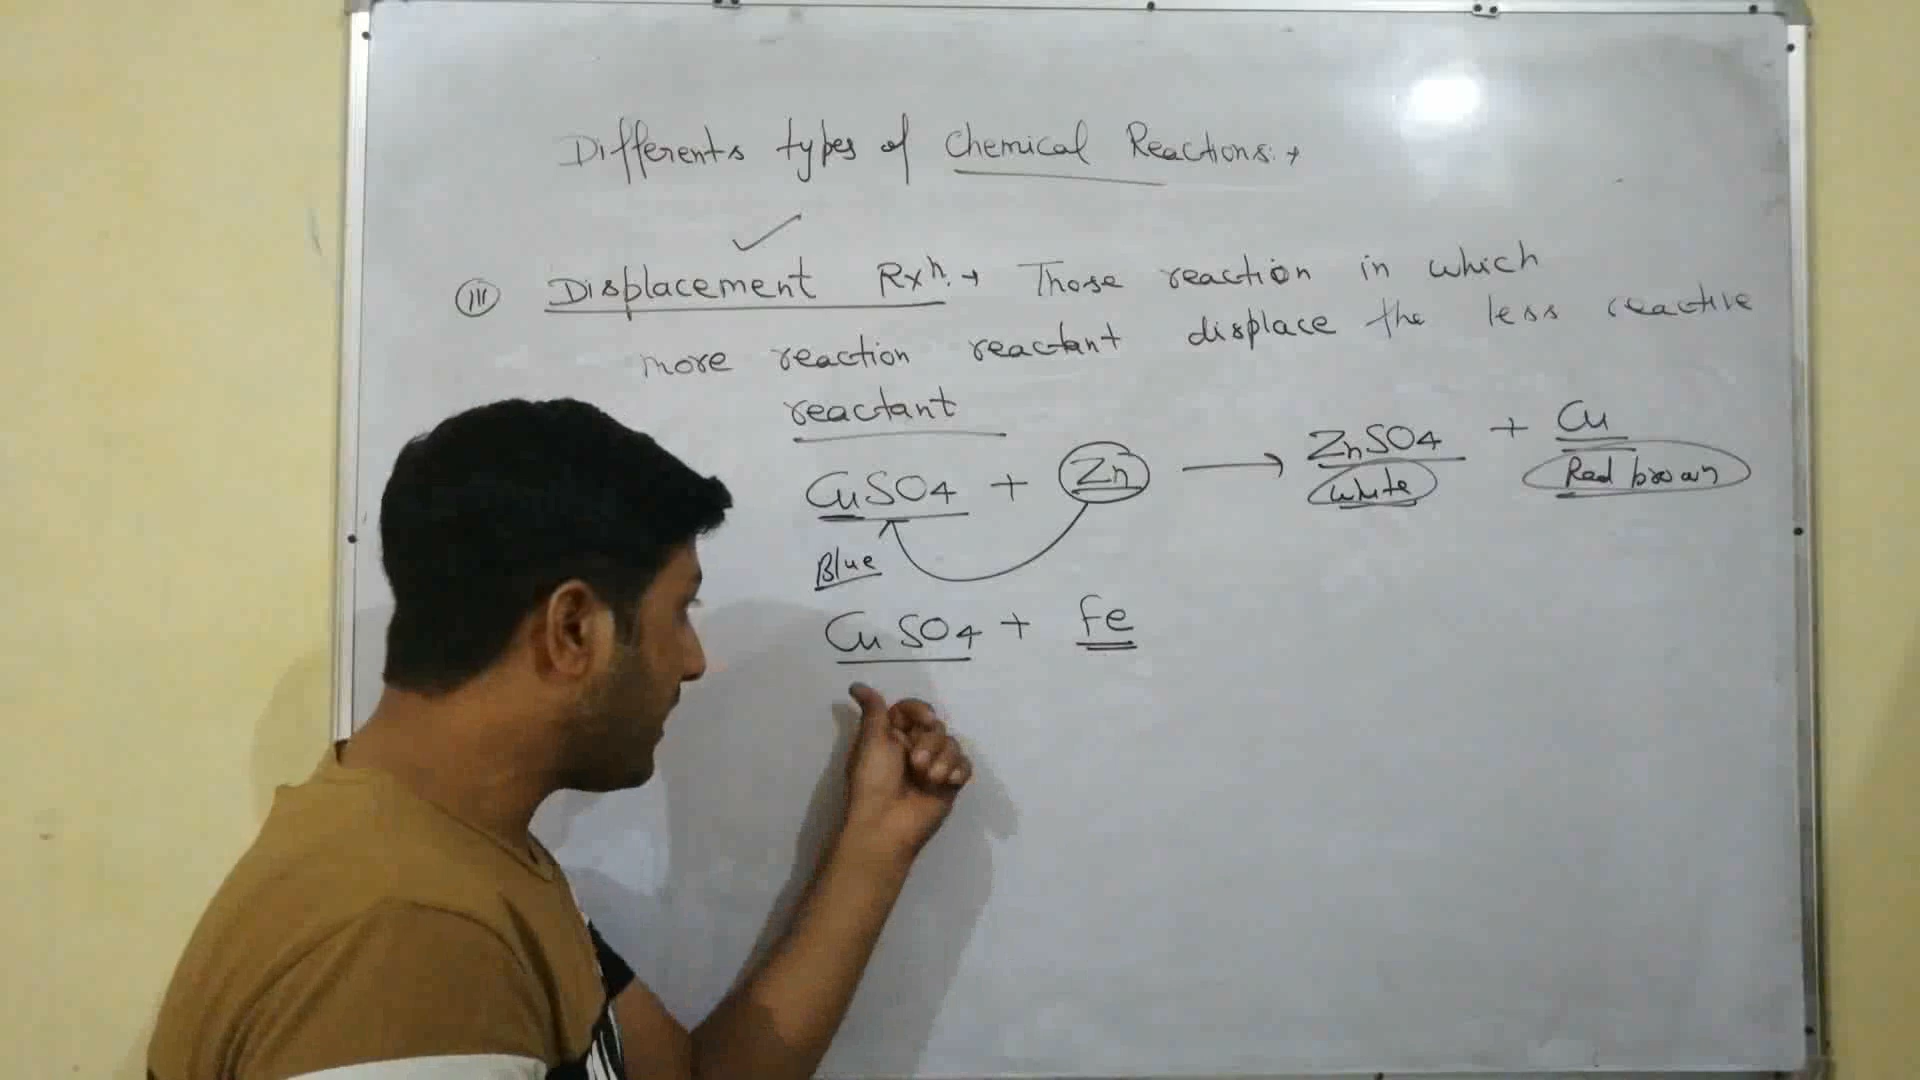 Differents types of Chemical Reactions:→
(iii) Displacement Rxn.→ Those reaction in which
more reaction reactant displace the less reactive
reactant
CuSO4 + Zn → ZnSO4 + Cu
Blue white Red brown
CuSO4 + Fe